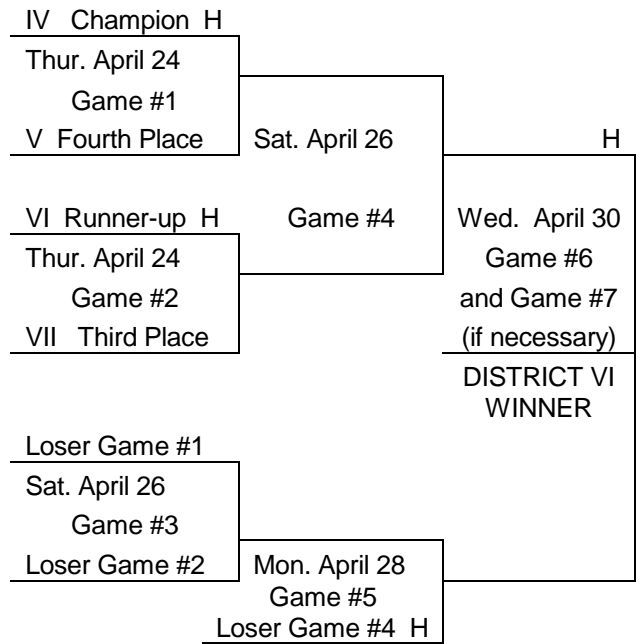 IV Champion H
Thur. April 24
Game #1
V Fourth Place
Sat. April 26
H
VI Runner-up H
Game #4
Wed. April 30
Thur. April 24
Game #6
Game #2
and Game #7
VII Third Place
(if necessary)
DISTRICT VI
WINNER
Loser Game #1
Sat. April 26
Game #3
Loser Game #2
Mon. April 28
Game #5
Loser Game #4 H